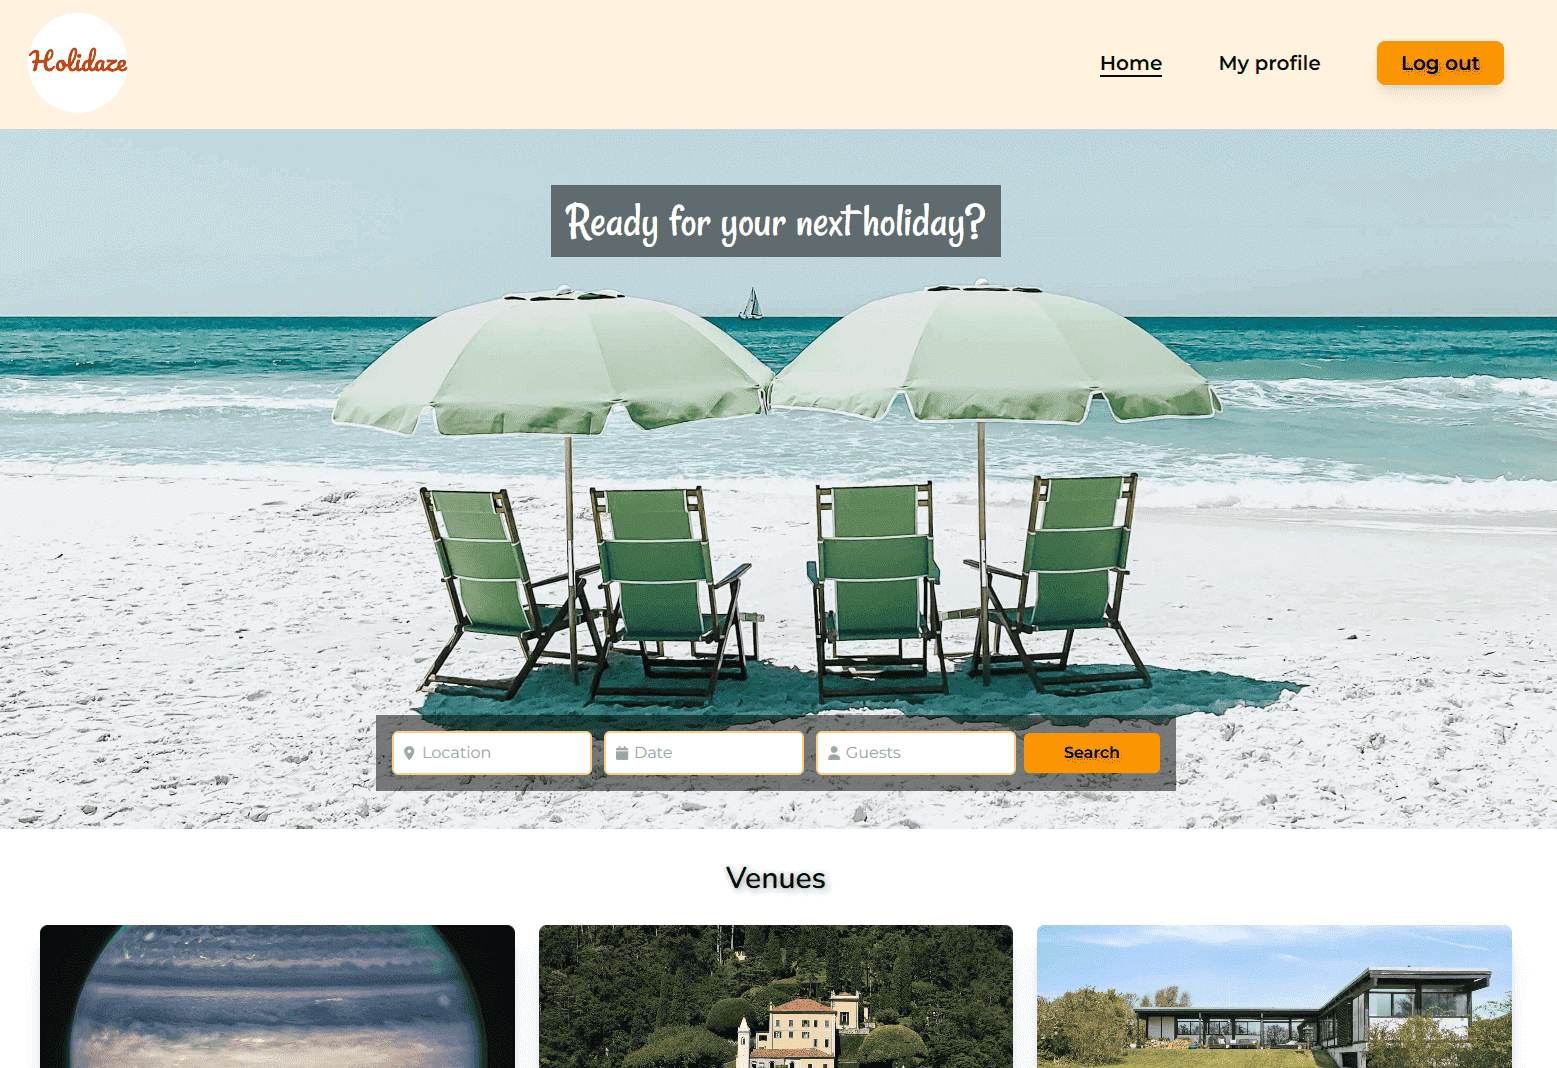 Holidaze
Home
My profile
Log out
Ready for your next holiday?
Location
Date
Guests
Search
Venues